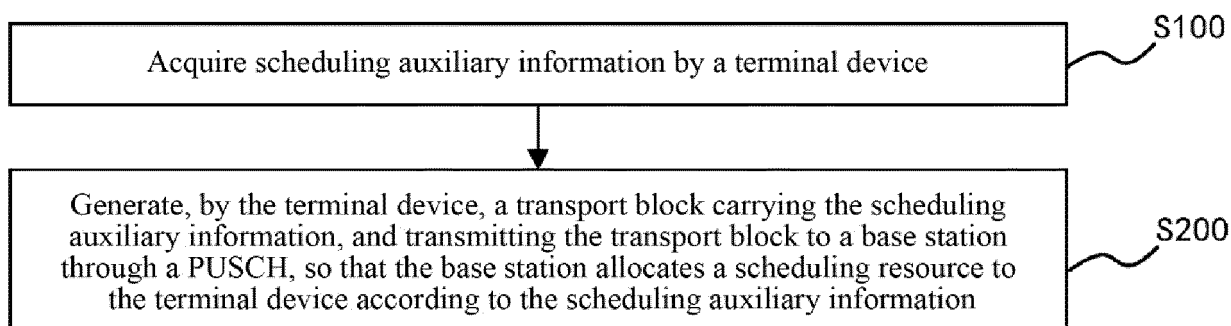 Acquire scheduling auxiliary information by a terminal device
S100
Generate, by the terminal device, a transport block carrying the scheduling
auxiliary information, and transmitting the transport block to a base station
through a PUSCH, so that the base station allocates a scheduling resource to
the terminal device according to the scheduling auxiliary information
S200